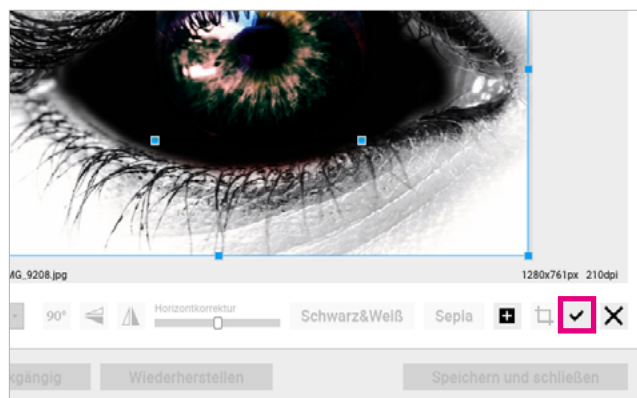 MG_9208.jpg 1280x761px 210dpi
90° Horizontkorrektur Schwarz&Weiß Sepia
kgängig Wiederherstellen Speichern und schließen